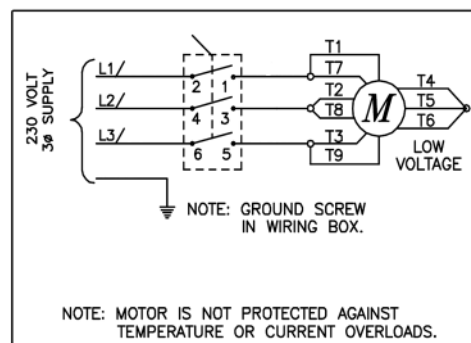 230 VOLT
3ø SUPPLY
L1/
L2/
L3/
2 1
4 3
6 5
T1
T7
T2
T8
T3
T9
M
T4
T5
T6
LOW
VOLTAGE
NOTE: GROUND SCREW
IN WIRING BOX.
NOTE: MOTOR IS NOT PROTECTED AGAINST
TEMPERATURE OR CURRENT OVERLOADS.